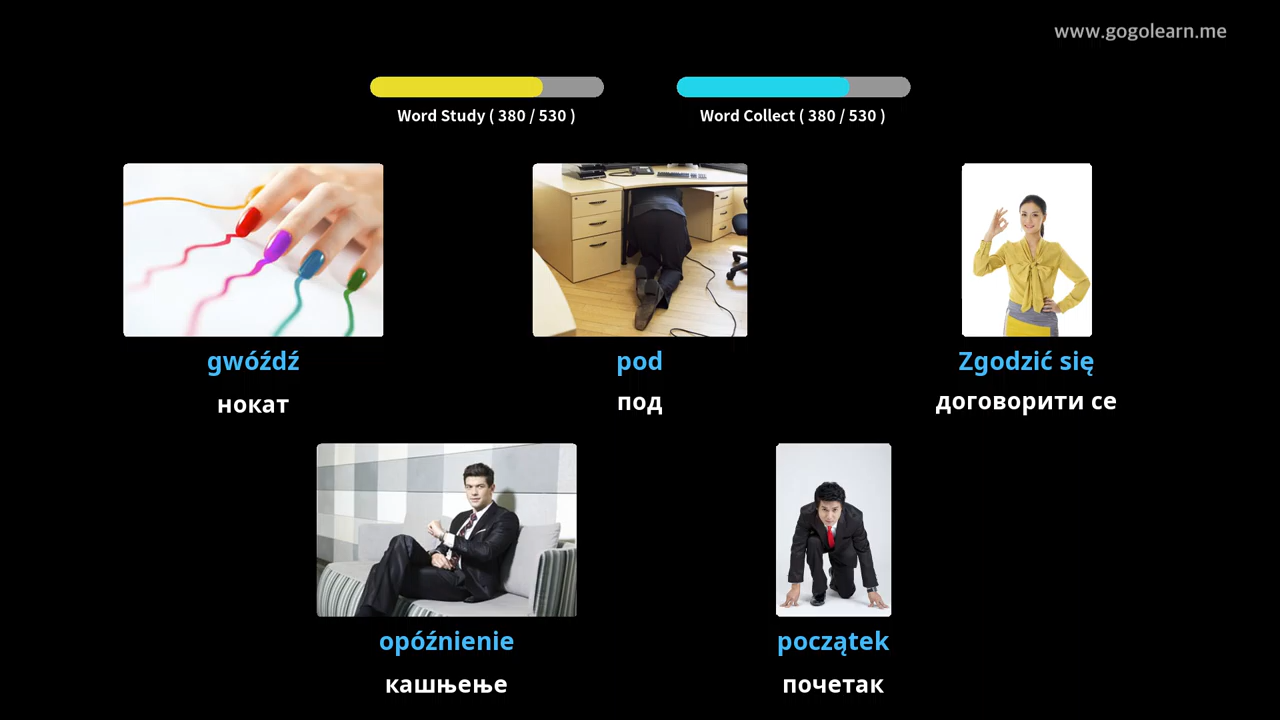 www.gogolearn.me
Word Study ( 380 / 530 )
Word Collect ( 380 / 530 )
gwóźdź
нокат
pod
под
Zgodzić się
договорити се
opóźnienie
кашњење
początek
почетак